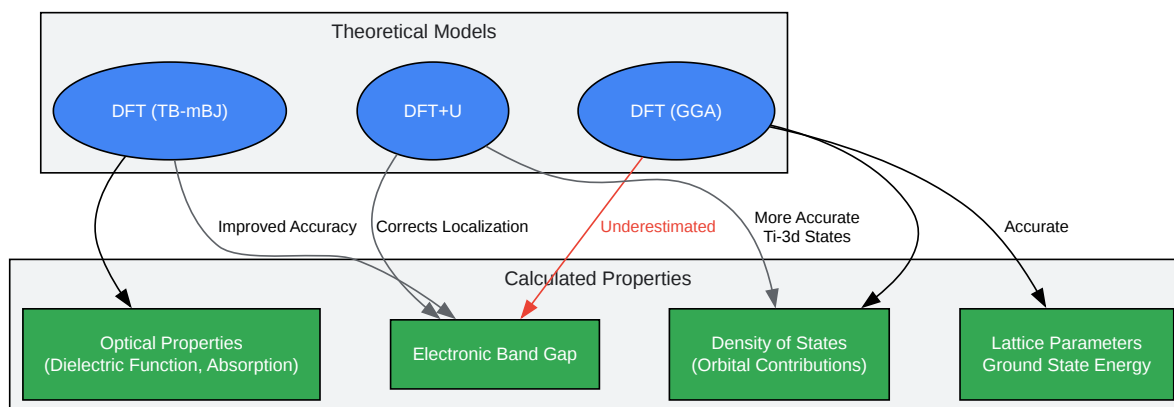 Theoretical Models
DFT (TB-mBJ)
DFT+U
DFT (GGA)
Improved Accuracy
Corrects Localization
Underestimated
More Accurate
Ti-3d States
Accurate
Calculated Properties
Optical Properties
(Dielectric Function, Absorption)
Electronic Band Gap
Density of States
(Orbital Contributions)
Lattice Parameters
Ground State Energy